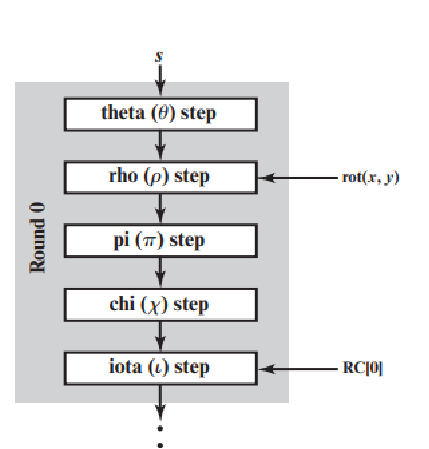 s
theta (θ) step
rho (ρ) step
rot(x, y)
pi (π) step
chi (χ) step
iota (ι) step
RC[0]
Round 0